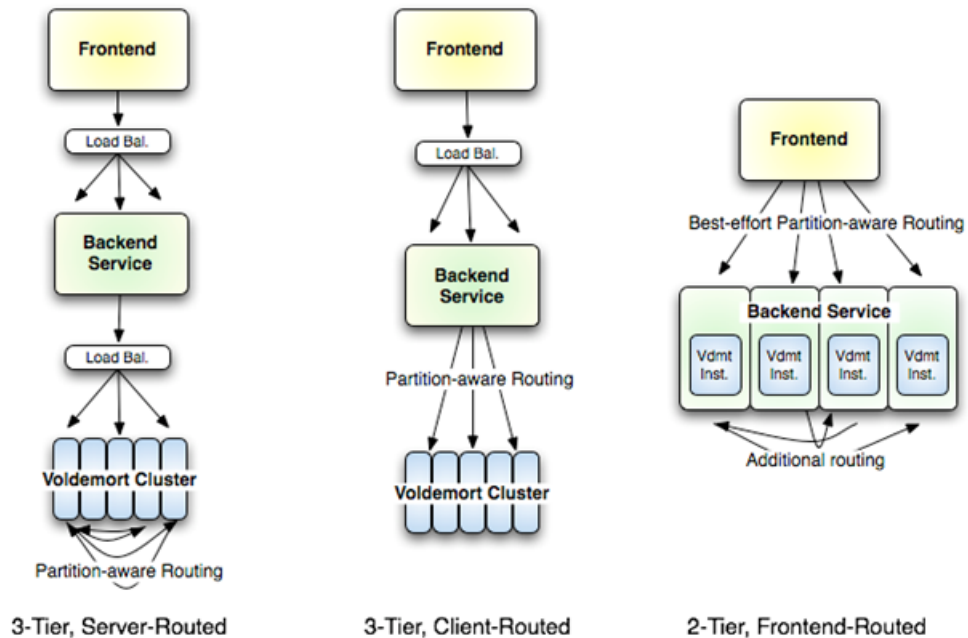 Frontend
Load Bal.
Backend
Service
Load Bal.
Voldemort Cluster
Partition-aware Routing
3-Tier, Server-Routed
Frontend
Load Bal.
Backend
Service
Partition-aware Routing
Voldemort Cluster
3-Tier, Client-Routed
Frontend
Best-effort Partition-aware Routing
Backend Service
Vdmt
Inst.
Vdmt
Inst.
Vdmt
Inst.
Vdmt
Inst.
Additional routing
2-Tier, Frontend-Routed